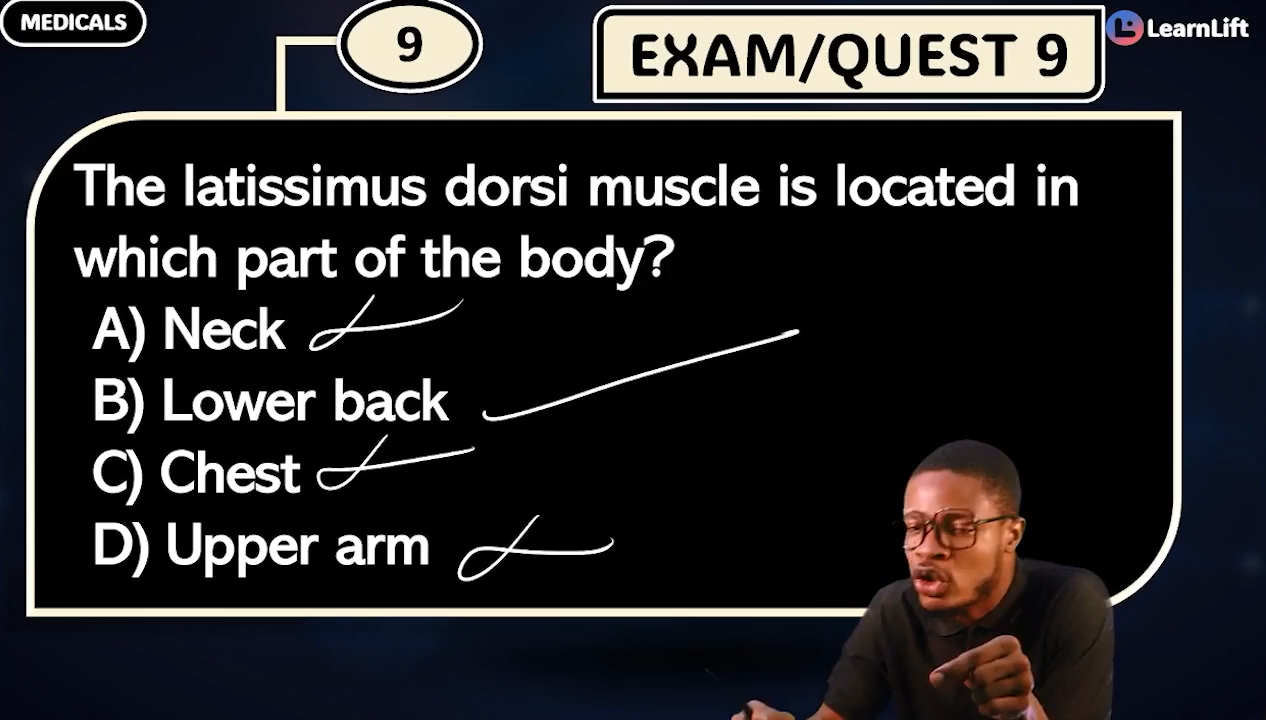 MEDICALS
9
EXAM/QUEST 9
LearnLift
The latissimus dorsi muscle is located in
which part of the body?
A) Neck
B) Lower back
C) Chest
D) Upper arm